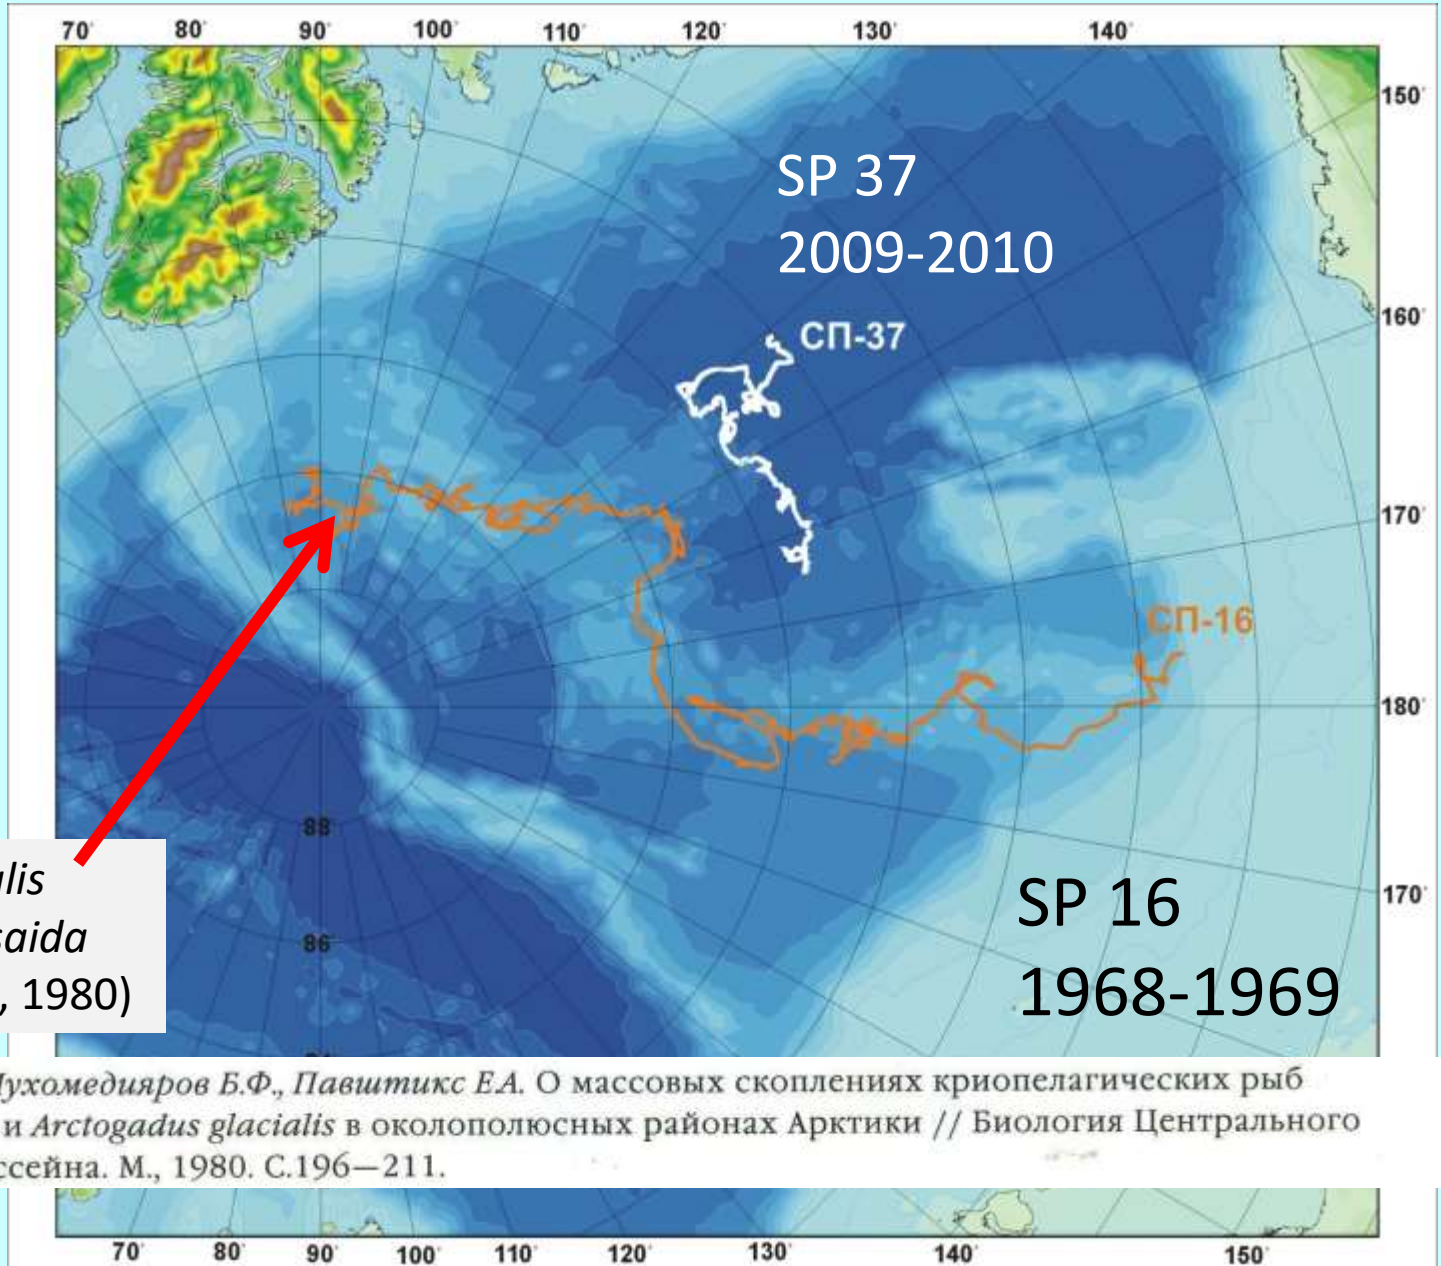 70° 80° 90° 100° 110° 120° 130° 140°
150°
SP 37
2009-2010
160°
СП-37
170°
СП-16
180°
88
170°
SP 16
1968-1969
86°
saida
, 1980)
Мухомедияров Б.Ф., Павштикс Е.А. О массовых скоплениях криопелагических рыб
и Arctogadus glacialis в околополюсных районах Арктики // Биология Центрального
М., 1980. С.196—211.
70° 80° 90° 100° 110° 120° 130° 140° 150°